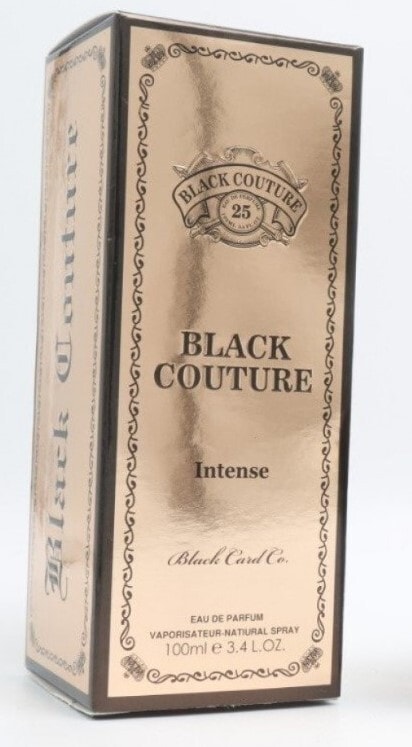 Black Couture
BLACK COUTURE
25
BLACK
COUTURE
Intense
Black Card Co.
EAU DE PARFUM
VAPORISATEUR-NATIURAL SPRAY
100ml e 3.4 L.OZ.